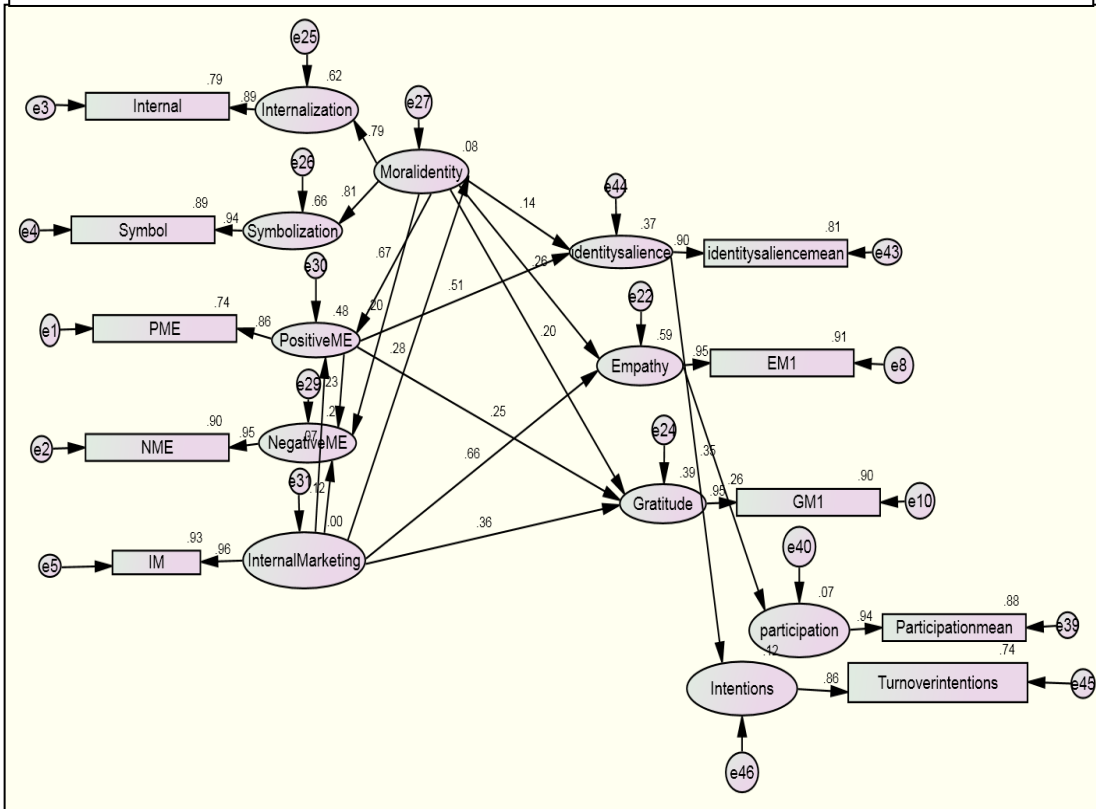 e25
.79
.62
e3
Internal
.89
Internalization
e27
.79
.08
e26
Moralidentity
.81
.89
.66
e44
.14
.37
e4
Symbol
.94
Symbolization
.81
.67
identitysalience
.90
identitysaliencemean
e43
e30
.26
.51
e22
.74
.48
.20
.20
.59
.91
e1
PME
.86
PositiveME
.28
Empathy
.95
EM1
e8
e29
.23
.25
e24
.90
.07
.35
e2
NME
.95
NegativeME
.39
.26
.90
e31
.12
.66
Gratitude
.95
GM1
e10
.00
.36
.93
.96
e40
e5
IM
InternalMarketing
.07
.88
participation
.94
Participationmean
e39
.12
.74
Intentions
.86
Turnoverintentions
e45
e46